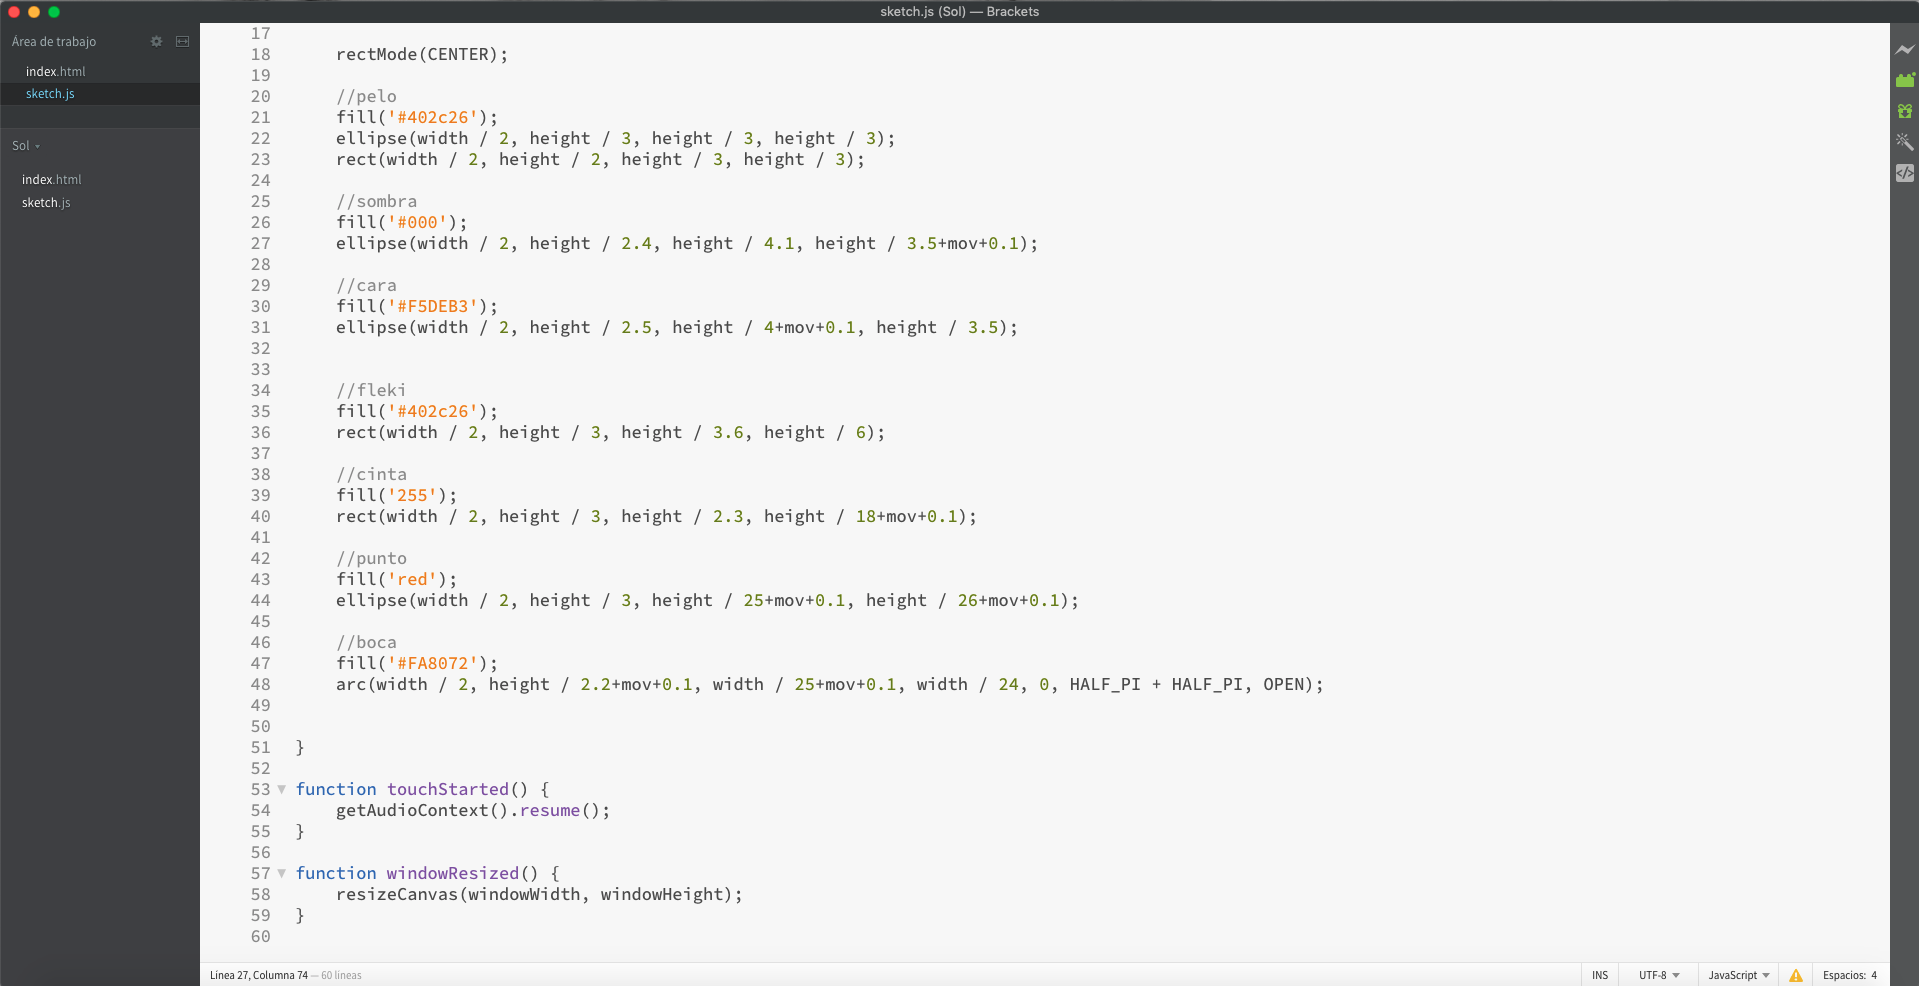 sketch.js (Sol) — Brackets
Área de trabajo
index.html
sketch.js
Sol
index.html
sketch.js
17
18 rectMode(CENTER);
19
20 //pelo
21 fill('#402c26');
22 ellipse(width / 2, height / 3, height / 3, height / 3);
23 rect(width / 2, height / 2, height / 3, height / 3);
24
25 //sombra
26 fill('#000');
27 ellipse(width / 2, height / 2.4, height / 4.1, height / 3.5+mov+0.1);
28
29 //cara
30 fill('#F5DEB3');
31 ellipse(width / 2, height / 2.5, height / 4+mov+0.1, height / 3.5);
32
33
34 //fleki
35 fill('#402c26');
36 rect(width / 2, height / 3, height / 3.6, height / 6);
37
38 //cinta
39 fill('255');
40 rect(width / 2, height / 3, height / 2.3, height / 18+mov+0.1);
41
42 //punto
43 fill('red');
44 ellipse(width / 2, height / 3, height / 25+mov+0.1, height / 26+mov+0.1);
45
46 //boca
47 fill('#FA8072');
48 arc(width / 2, height / 2.2+mov+0.1, width / 25+mov+0.1, width / 24, 0, HALF_PI + HALF_PI, OPEN);
49
50
51 }
52
53 function touchStarted() {
54 getAudioContext().resume();
55 }
56
57 function windowResized() {
58 resizeCanvas(windowWidth, windowHeight);
59 }
60
Línea 27, Columna 74 — 60 líneas
INS UTF-8 JavaScript Espacios: 4